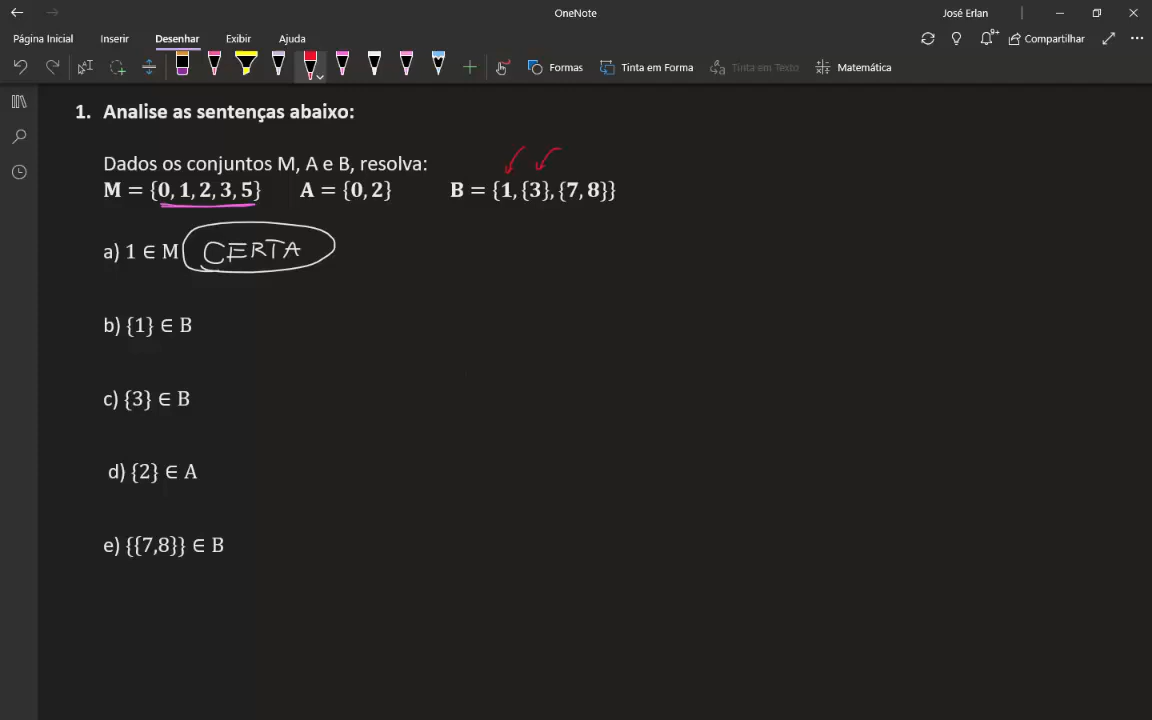 OneNote
José Erlan
Página Inicial Inserir Desenhar Exibir Ajuda
9+ Compartilhar
Formas Tinta em Forma Tinta em Texto Matemática
1. Analise as sentenças abaixo:
Dados os conjuntos M, A e B, resolva:
M = {0, 1, 2, 3, 5} A = {0, 2} B = {1, {3}, {7, 8}}
a) 1 ∈ M CERTA
b) {1} ∈ B
c) {3} ∈ B
d) {2} ∈ A
e) {{7,8}} ∈ B